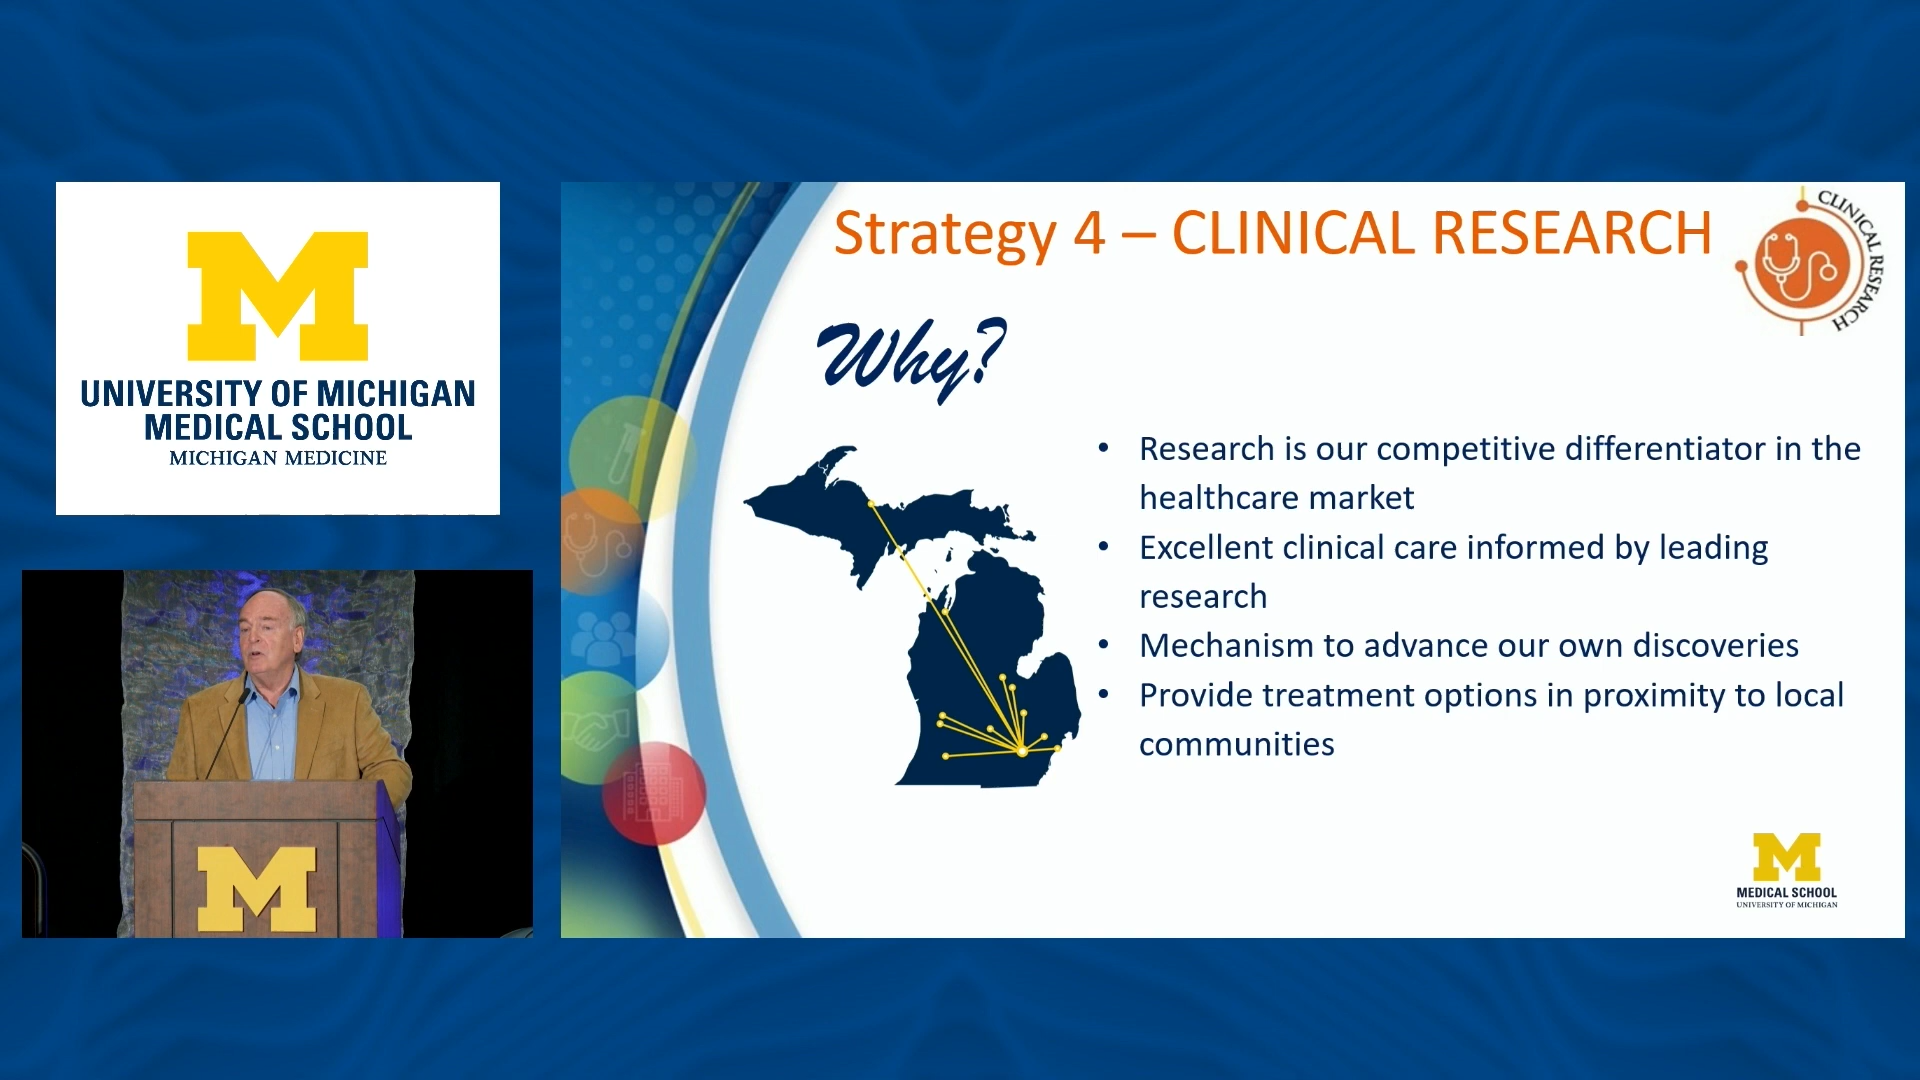 M
UNIVERSITY OF MICHIGAN
MEDICAL SCHOOL
MICHIGAN MEDICINE
M
Strategy 4 – CLINICAL RESEARCH
CLINICAL RESEARCH
Why?
• Research is our competitive differentiator in the
healthcare market
• Excellent clinical care informed by leading
research
• Mechanism to advance our own discoveries
• Provide treatment options in proximity to local
communities
M
MEDICAL SCHOOL
UNIVERSITY OF MICHIGAN